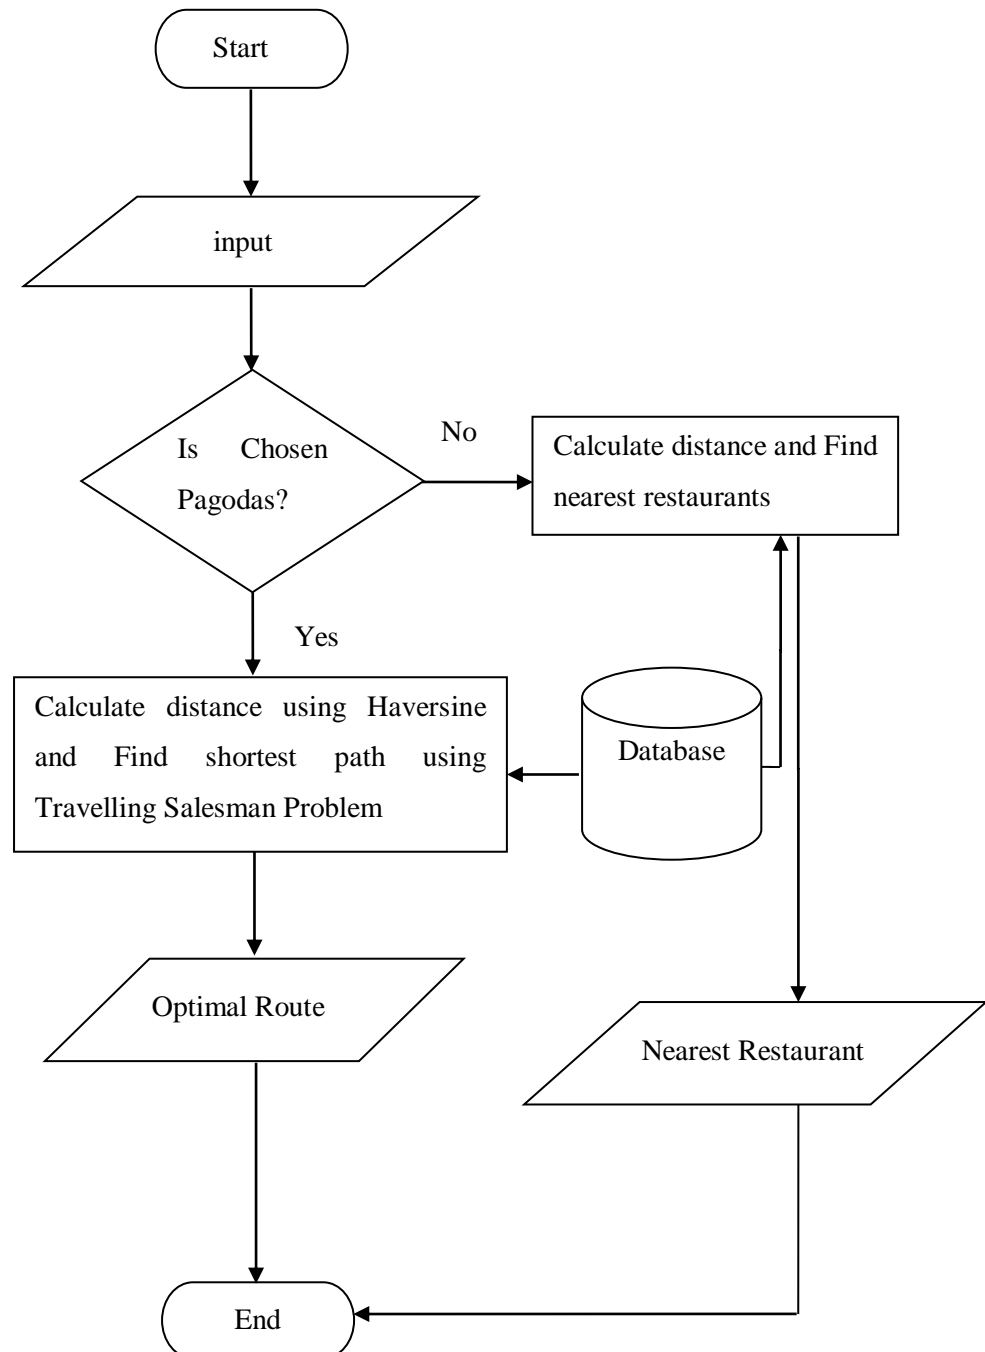 Start
input
Is Chosen
Pagodas?
No
Calculate distance and Find
nearest restaurants
Yes
Calculate distance using Haversine
and Find shortest path using
Travelling Salesman Problem
Database
Optimal Route
Nearest Restaurant
End